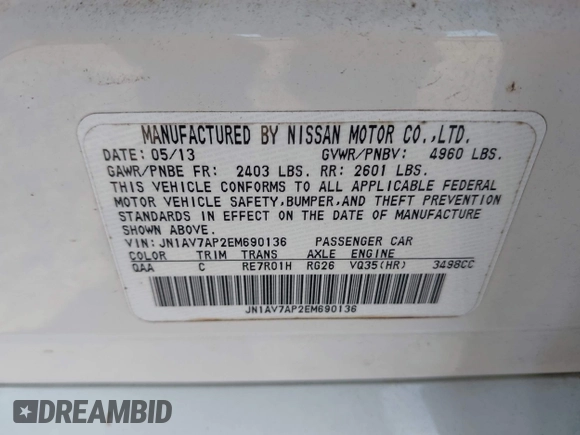 MANUFACTURED BY NISSAN MOTOR CO.,LTD.
DATE: 05/13 GVWR/PNBV: 4960 LBS.
GAWR/PNBE FR: 2403 LBS. RR: 2601 LBS.
THIS VEHICLE CONFORMS TO ALL APPLICABLE FEDERAL
MOTOR VEHICLE SAFETY,BUMPER,AND THEFT PREVENTION
STANDARDS IN EFFECT ON THE DATE OF MANUFACTURE
SHOWN ABOVE.
VIN: JN1AV7AP2EM690136 PASSENGER CAR
COLOR TRIM TRANS AXLE ENGINE
QAA C RE7R01H RG26 VQ35(HR) 3498CC
JN1AV7AP2EM690136
DREAMBID